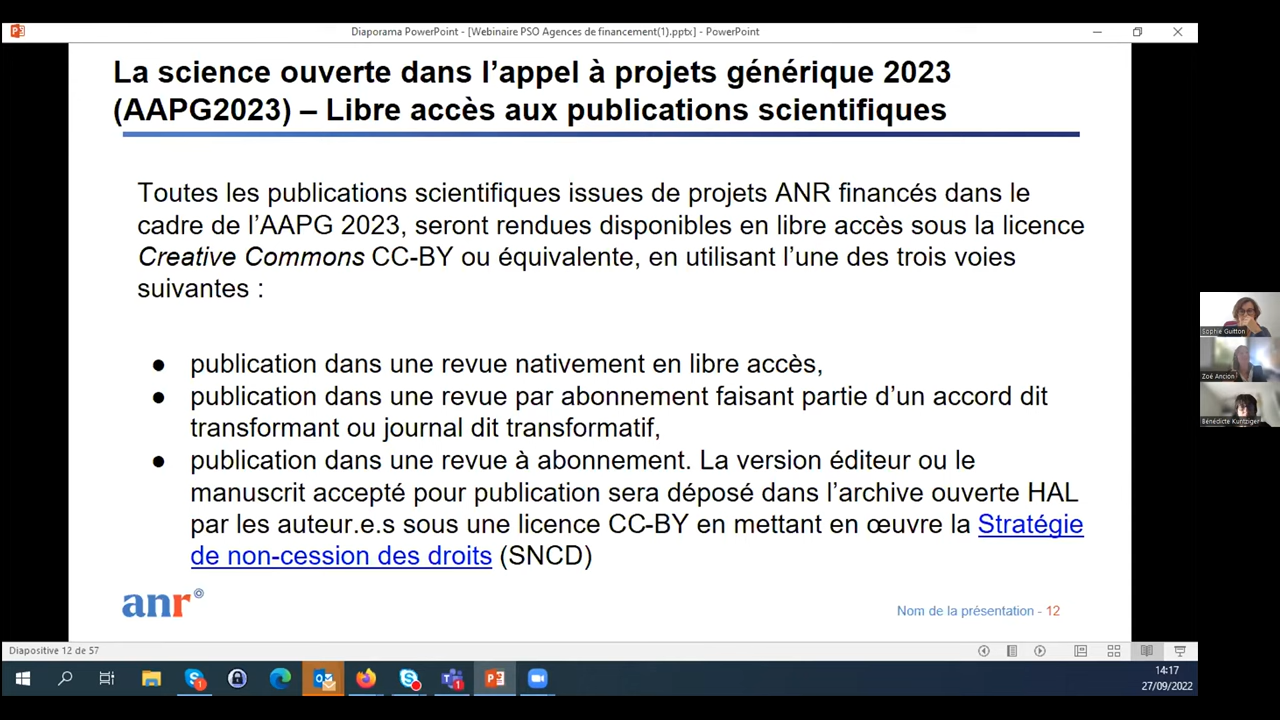 Diaporama PowerPoint - [Webinaire PSO Agences de financement(1).pptx] - PowerPoint
La science ouverte dans l’appel à projets générique 2023
(AAPG2023) – Libre accès aux publications scientifiques
Toutes les publications scientifiques issues de projets ANR financés dans le
cadre de l’AAPG 2023, seront rendues disponibles en libre accès sous la licence
Creative Commons CC-BY ou équivalente, en utilisant l’une des trois voies
suivantes :
● publication dans une revue nativement en libre accès,
● publication dans une revue par abonnement faisant partie d’un accord dit
transformant ou journal dit transformatif,
● publication dans une revue à abonnement. La version éditeur ou le
manuscrit accepté pour publication sera déposé dans l’archive ouverte HAL
par les auteur.e.s sous une licence CC-BY en mettant en œuvre la Stratégie
de non-cession des droits (SNCD)
anr
Nom de la présentation - 12
Sophie Guitton
Zoé Ancion
Bénédicte Kuntziger
Diapositive 12 de 57
14:17
27/09/2022